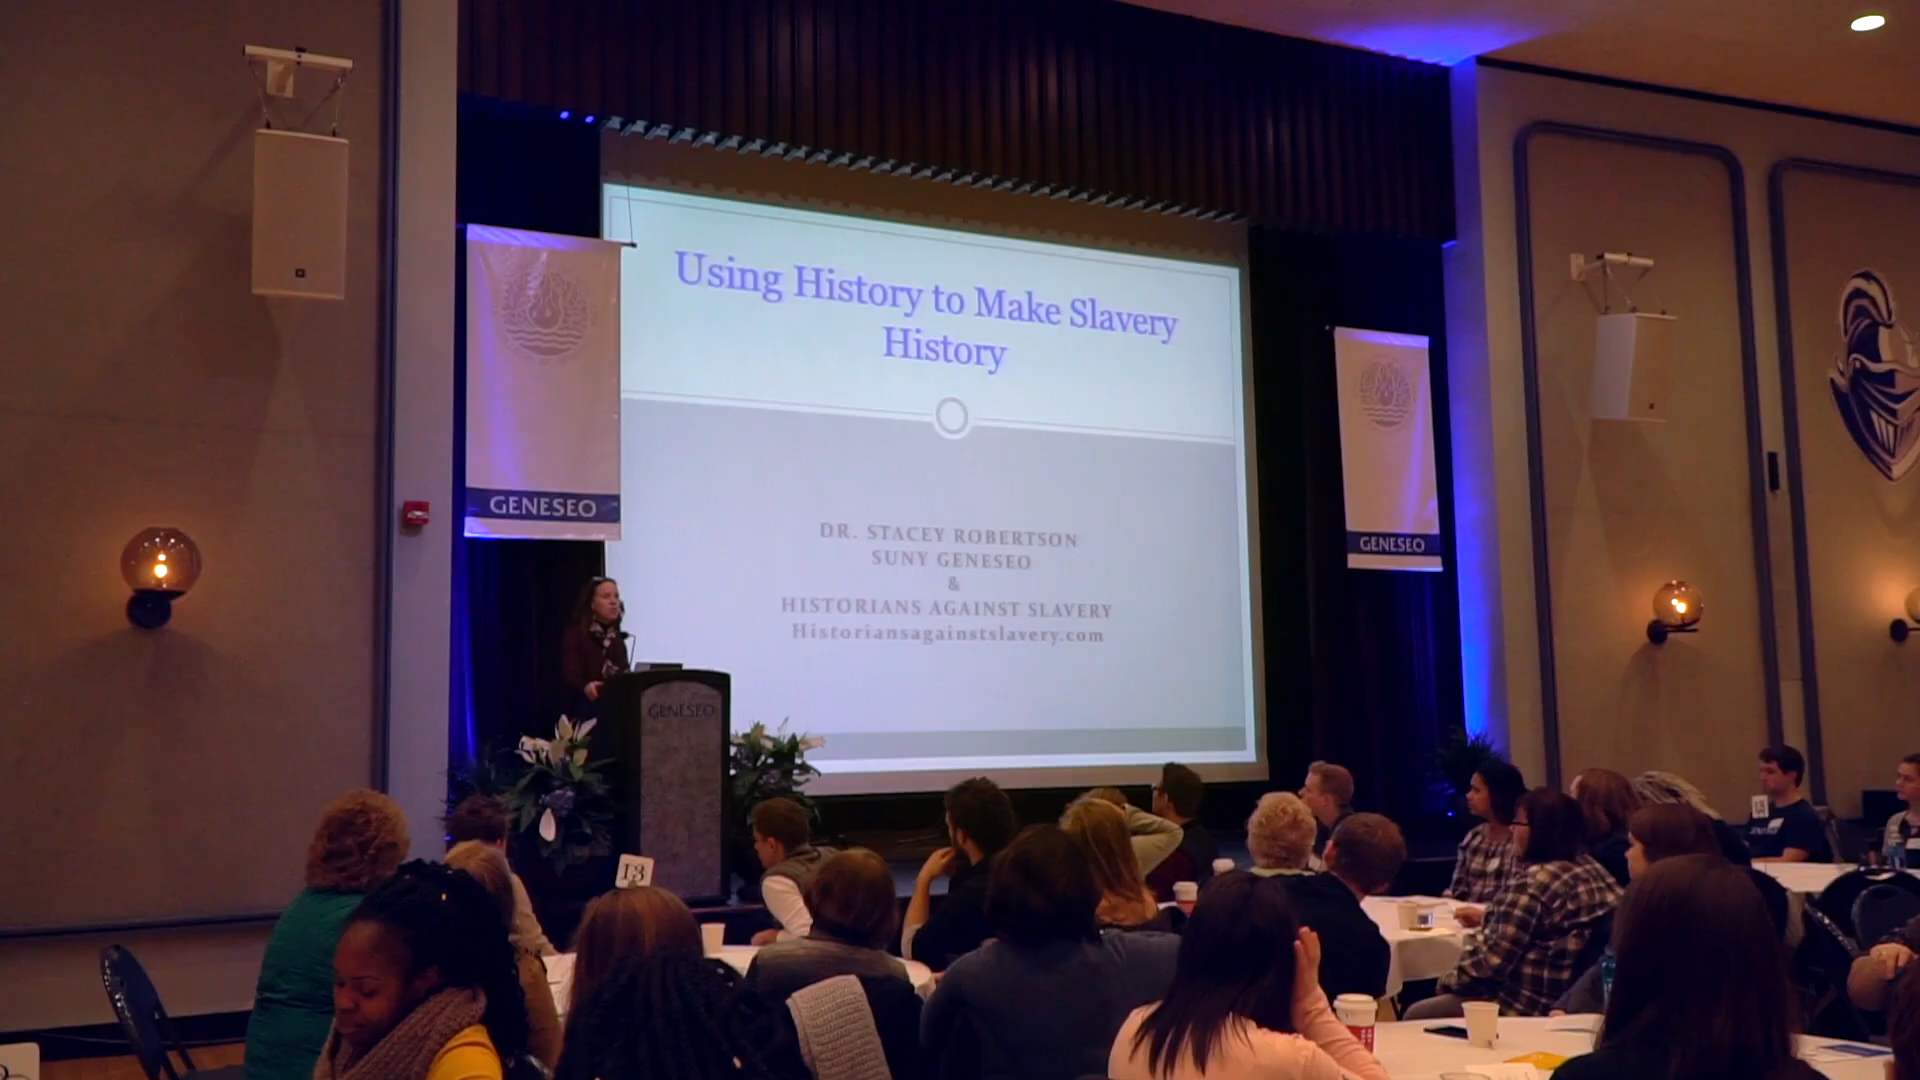 Using History to Make Slavery
History
DR. STACEY ROBERTSON
SUNY GENESEO
&
HISTORIANS AGAINST SLAVERY
Historiansagainstslavery.com
GENESEO
GENESEO
GENESEO
13